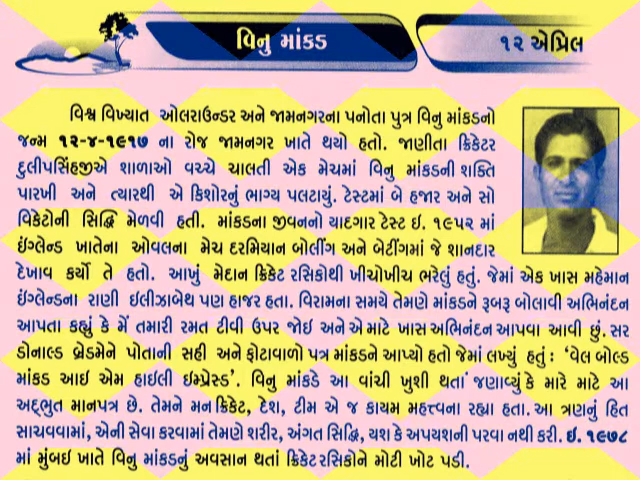 વિનુ માંકડ
૧૨ એપ્રિલ
વિશ્વ વિખ્યાત ઓલરાઉન્ડર અને જામનગરના પનોતા પુત્ર વિનુ માંકડનો
જન્મ ૧૨-૪-૧૯૧૭ ના રોજ જામનગર ખાતે થયો હતો. જાણીતા ક્રિકેટર
દુલીપસિંહજીએ શાળાઓ વચ્ચે ચાલતી એક મેચમાં વિનુ માંકડની શક્તિ
પારખી અને ત્યારથી એ કિશોરનું ભાગ્ય પલટાયું. ટેસ્ટમાં બે હજાર અને સો
વિકેટોની સિદ્ધિ મેળવી હતી. માંકડના જીવનનો યાદગાર ટેસ્ટ ઇ. ૧૯૫૨ માં
ઇંગ્લેન્ડ ખાતેના ઓવલના મેચ દરમિયાન બોલીંગ અને બેટીંગમાં જે શાનદાર
દેખાવ કર્યો તે હતો. આખું મેદાન ક્રિકેટ રસિકોથી ખીચોખીચ ભરેલું હતું. જેમાં એક ખાસ મહેમાન
ઇંગ્લેન્ડના રાણી ઇલીઝાબેથ પણ હાજર હતા. વિરામના સમયે તેમણે માંકડને રૂબરૂ બોલાવી અભિનંદન
આપતા કહ્યું કે મેં તમારી રમત ટીવી ઉપર જોઇ અને એ માટે ખાસ અભિનંદન આપવા આવી છું. સર
ડોનાલ્ડ બ્રેડમેને પોતાની સહી અને ફોટાવાળો પત્ર માંકડને આપ્યો હતો જેમાં લખ્યું હતું : ‘વેલ બોલ્ડ
માંકડ આઇ એમ હાઇલી ઇમ્પ્રેસ્ડ’. વિનુ માંકડે આ વાંચી ખુશી થતાં જણાવ્યું કે મારે માટે આ
અદ્ભુત માનપત્ર છે. તેમને મન ક્રિકેટ, દેશ, ટીમ એ જ કાયમ મહત્ત્વના રહ્યા હતા. આ ત્રણનું હિત
સાચવવામાં, એની સેવા કરવામાં તેમણે શરીર, અંગત સિદ્ધિ, યશ કે અપયશની પરવા નથી કરી. ઇ. ૧૯૭૮
માં મુંબઇ ખાતે વિનુ માંકડનું અવસાન થતાં ક્રિકેટરસિકોને મોટી ખોટ પડી.